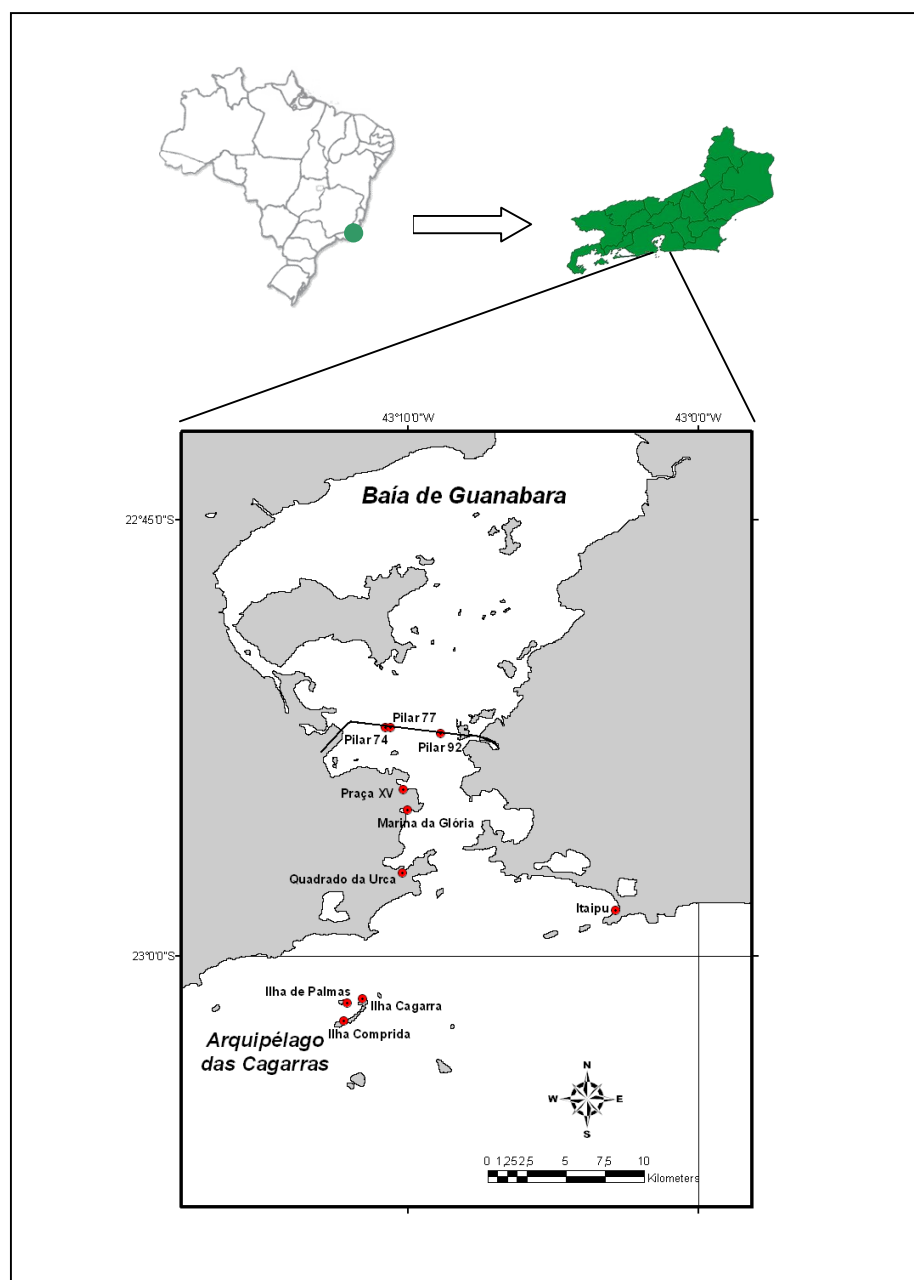 43°10'0"W
43°0'0"W
Baía de Guanabara
22°45'0"S
Pilar 77
Pilar 74
Pilar 92
Praça XV
Marina da Glória
Quadrado da Urca
Itaipu
23°0'0"S
Ilha de Palmas
Ilha Cagarra
Ilha Comprida
Arquipélago
das Cagarras
N
W
E
S
0 1,252,5 5 7,5 10
Kilometers